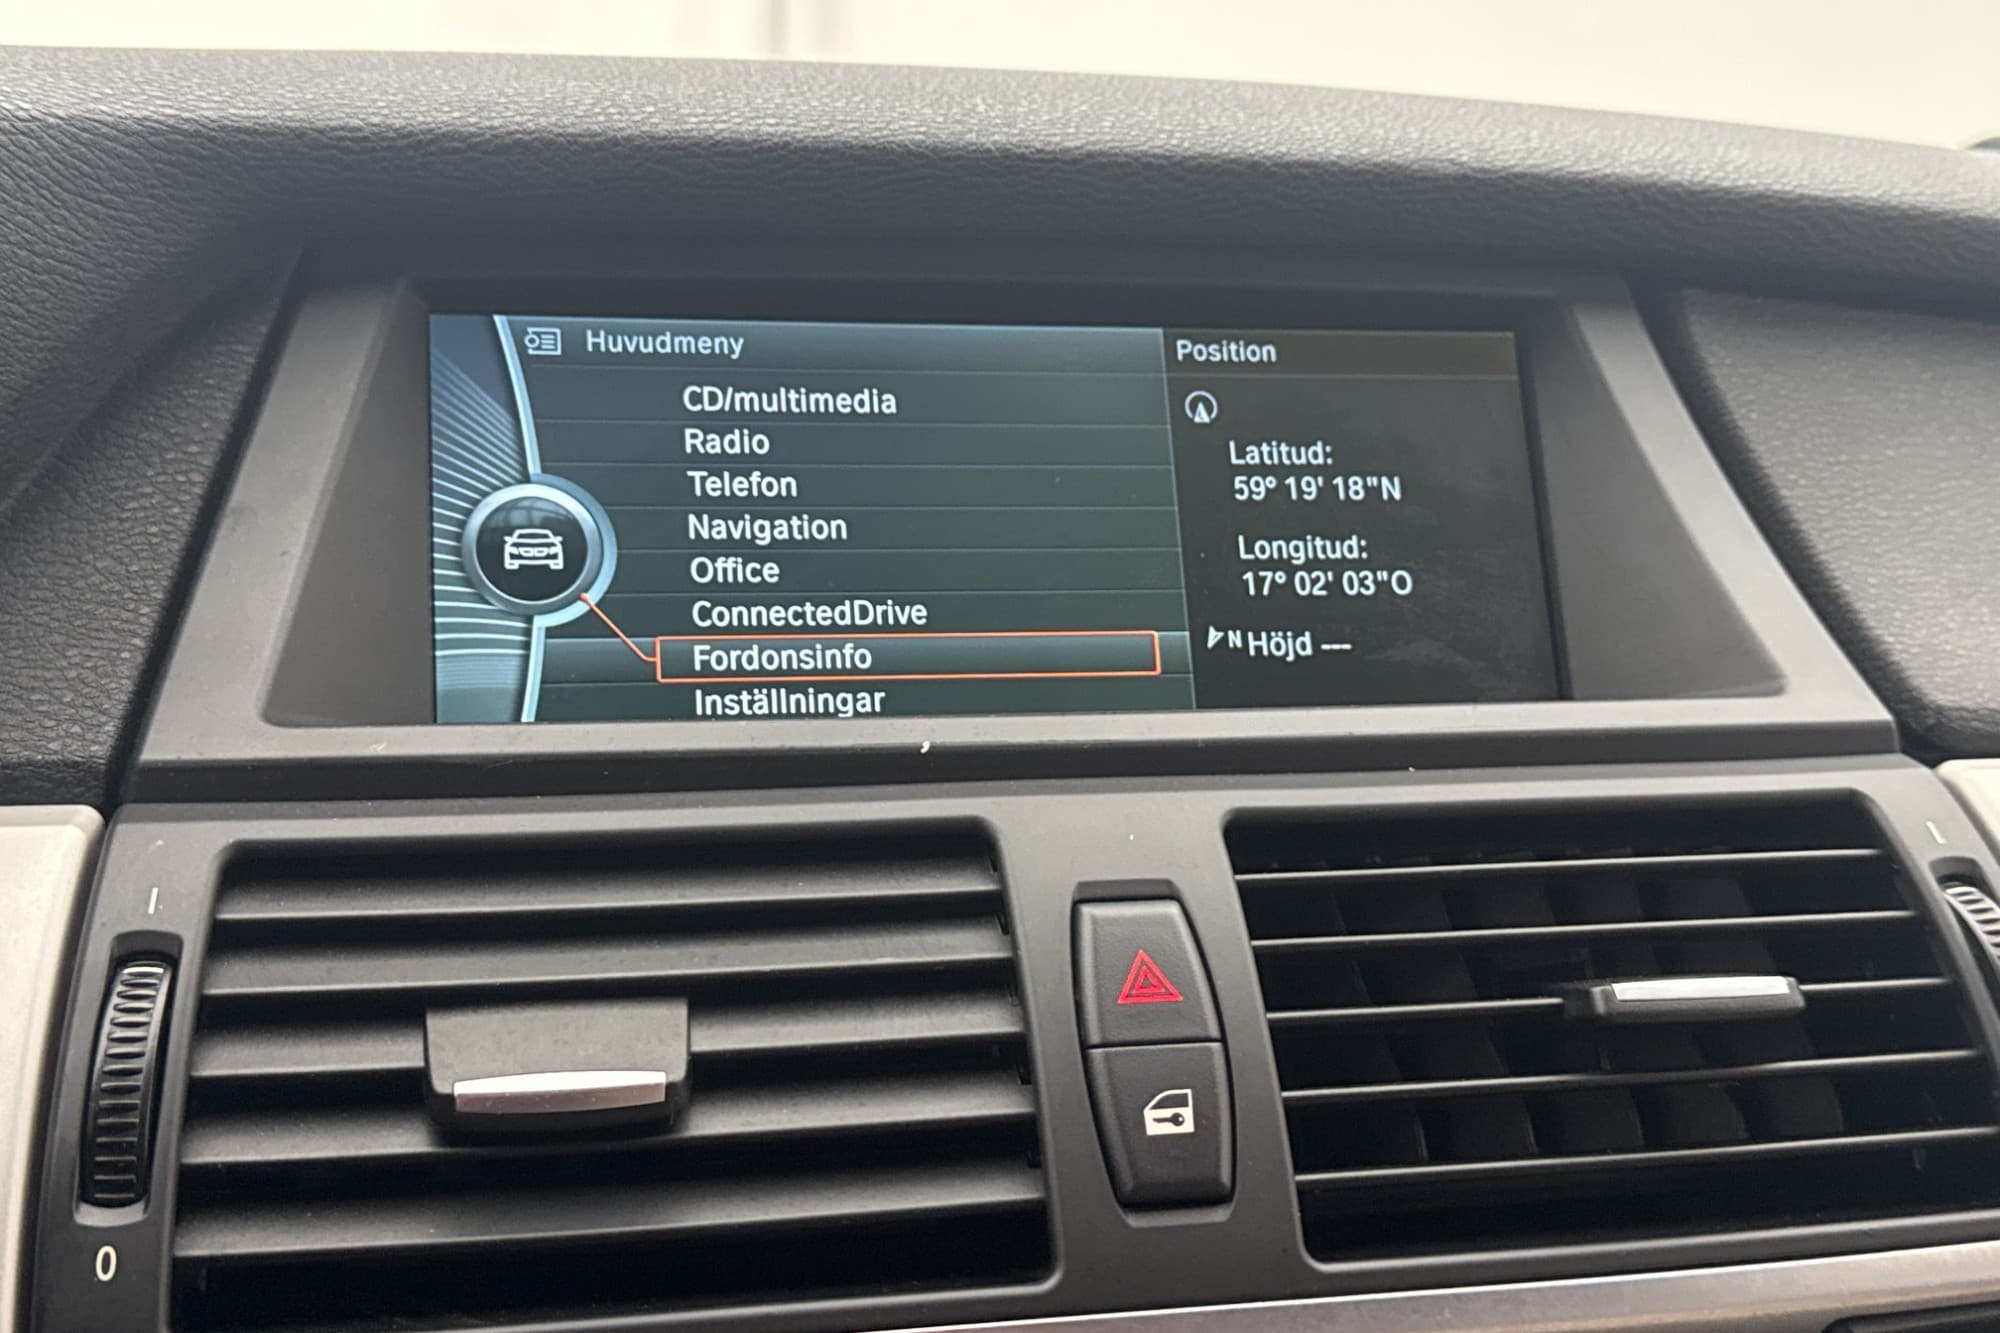 Huvudmeny
CD/multimedia
Radio
Telefon
Navigation
Office
ConnectedDrive
Fordonsinfo
Inställningar
Position
Latitud:
59° 19' 18"N
Longitud:
17° 02' 03"O
N Höjd ---
0